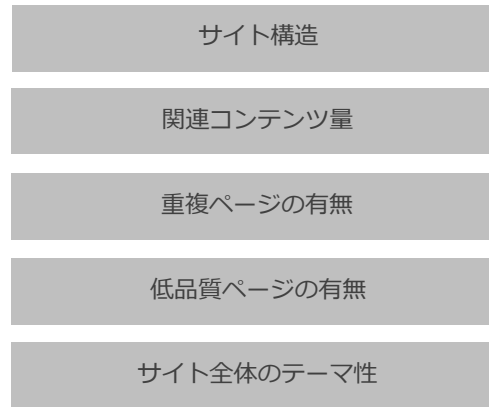 サイト構造
関連コンテンツ量
重複ページの有無
低品質ページの有無
サイト全体のテーマ性